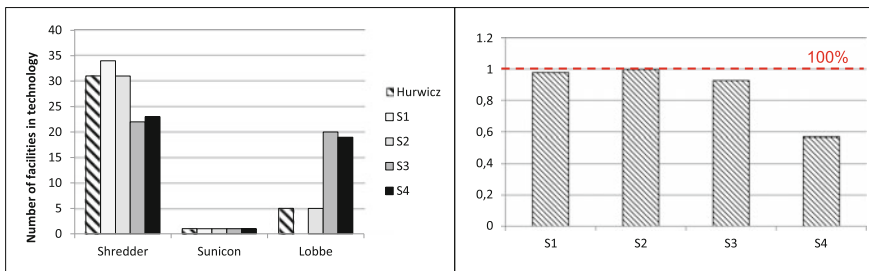 Number of facilities in technology
40
35
30
25
20
15
10
5
0
Shredder Sunicon Lobbe
Hurwicz
S1
S2
S3
S4
1.2
1
0,8
0,6
0,4
0,2
0
100%
S1 S2 S3 S4